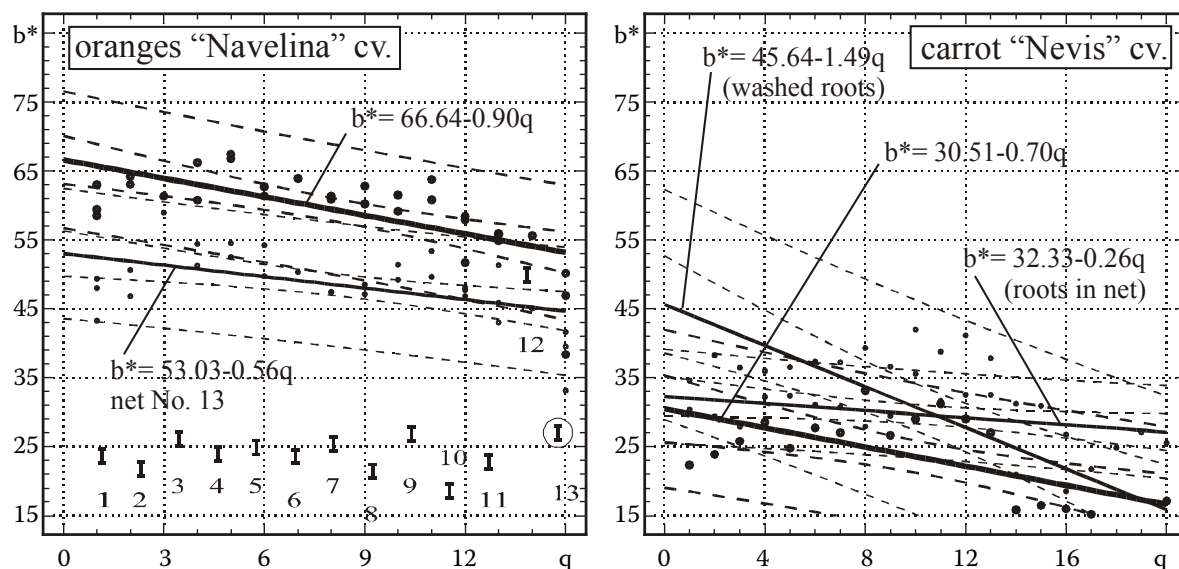 b*
oranges “Navelina” cv.
75
65
55
45
35
25
15
b*= 66.64-0.90q
b*= 53.03-0.56q
net No. 13
12
1
2
3
4
5
6
7
8
9
10
11
13
0
3
6
9
12
q
b*
carrot “Nevis” cv.
75
65
55
45
35
25
15
b*= 45.64-1.49q
(washed roots)
b*= 30.51-0.70q
b*= 32.33-0.26q
(roots in net)
0
4
8
12
16
q